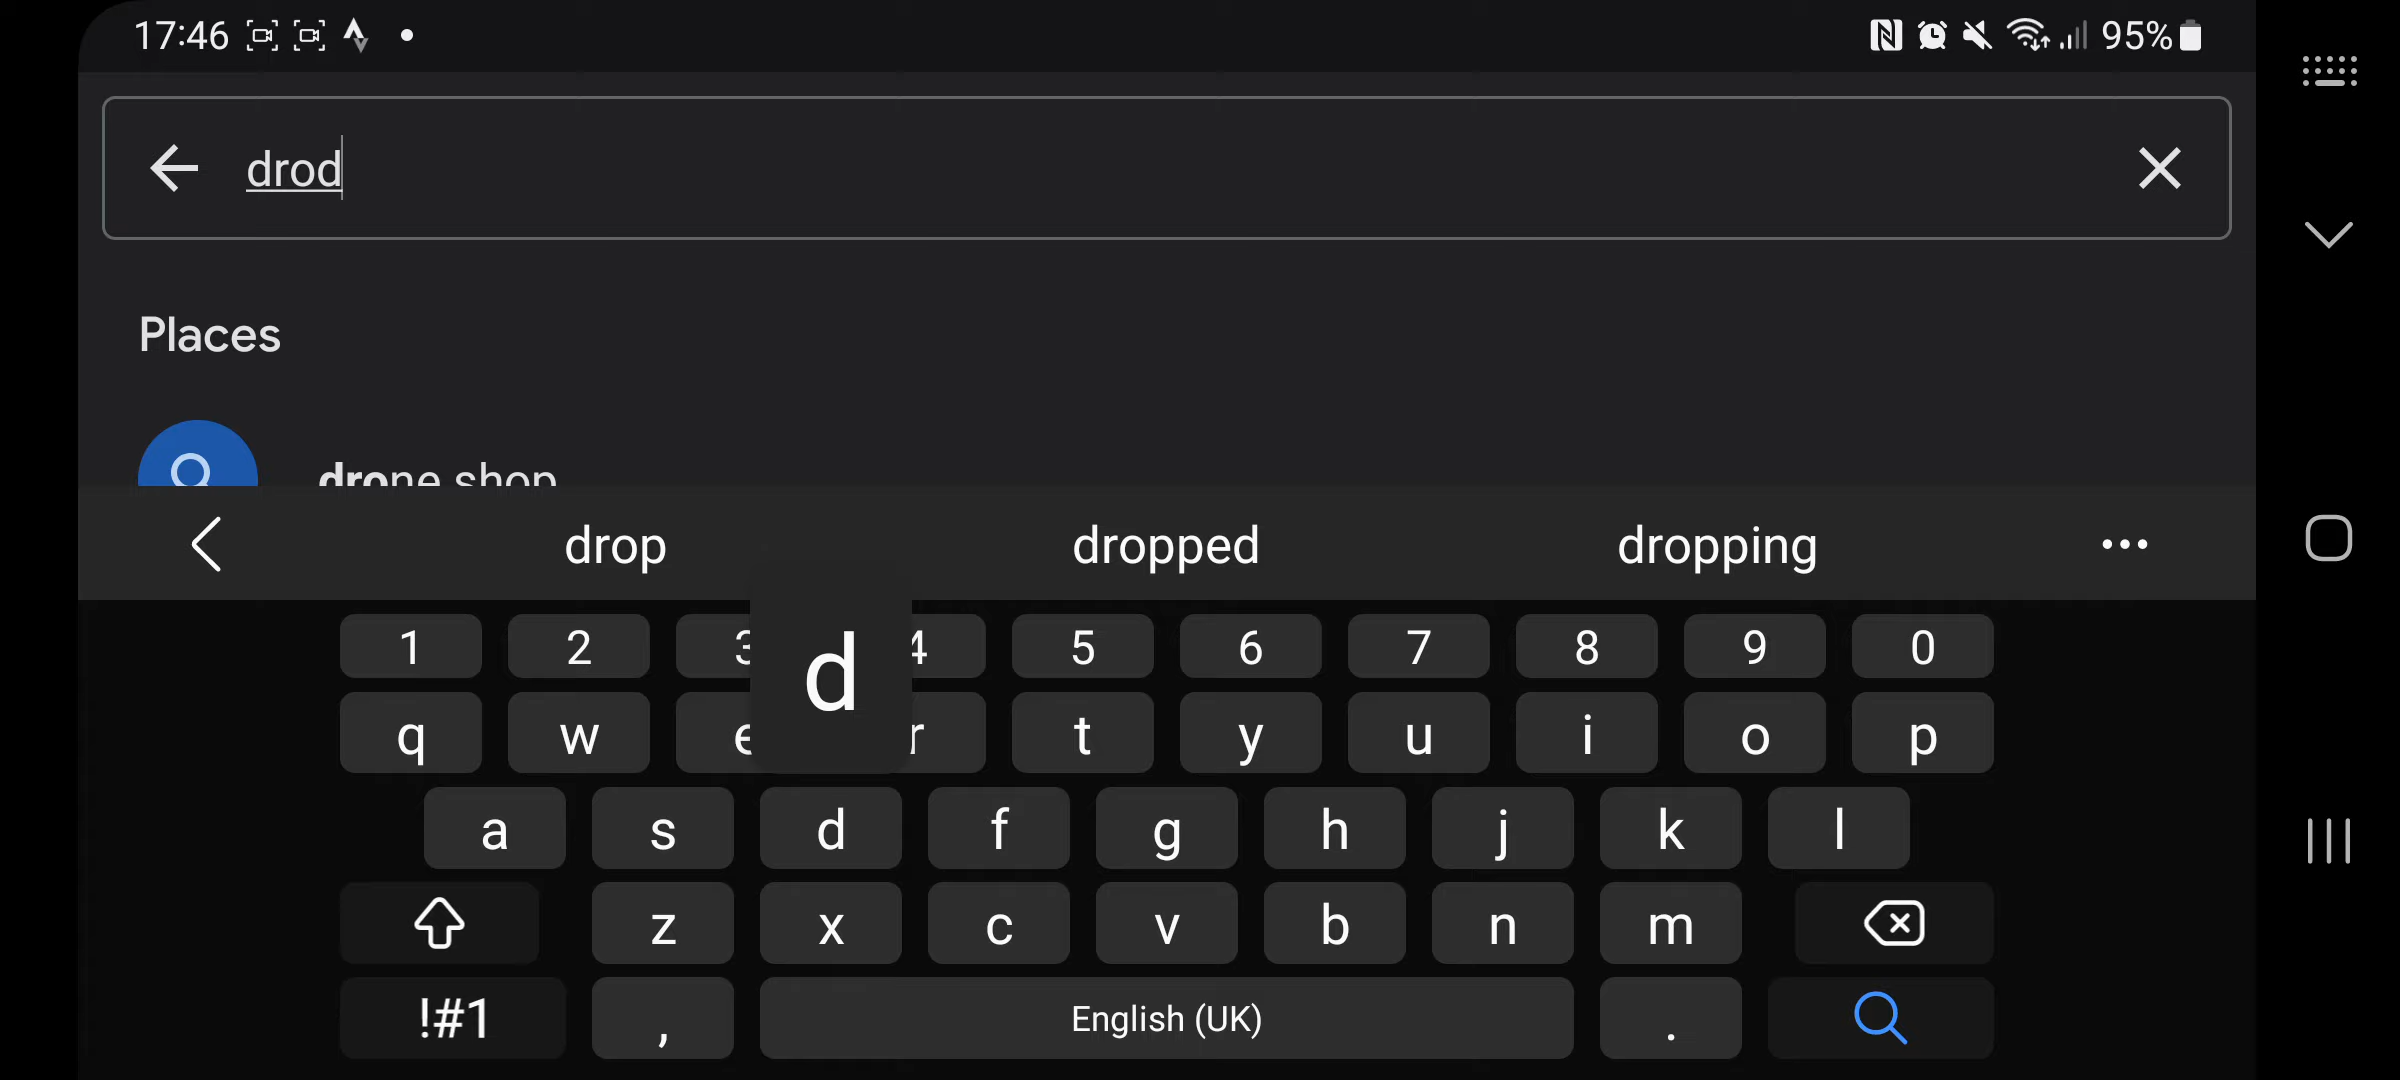 17:46 95%
drod
Places
drone shop
drop dropped dropping
1 2 3 4 5 6 7 8 9 0
d
q w e r t y u i o p
a s d f g h j k l
z x c v b n m
!#1 , English (UK) .